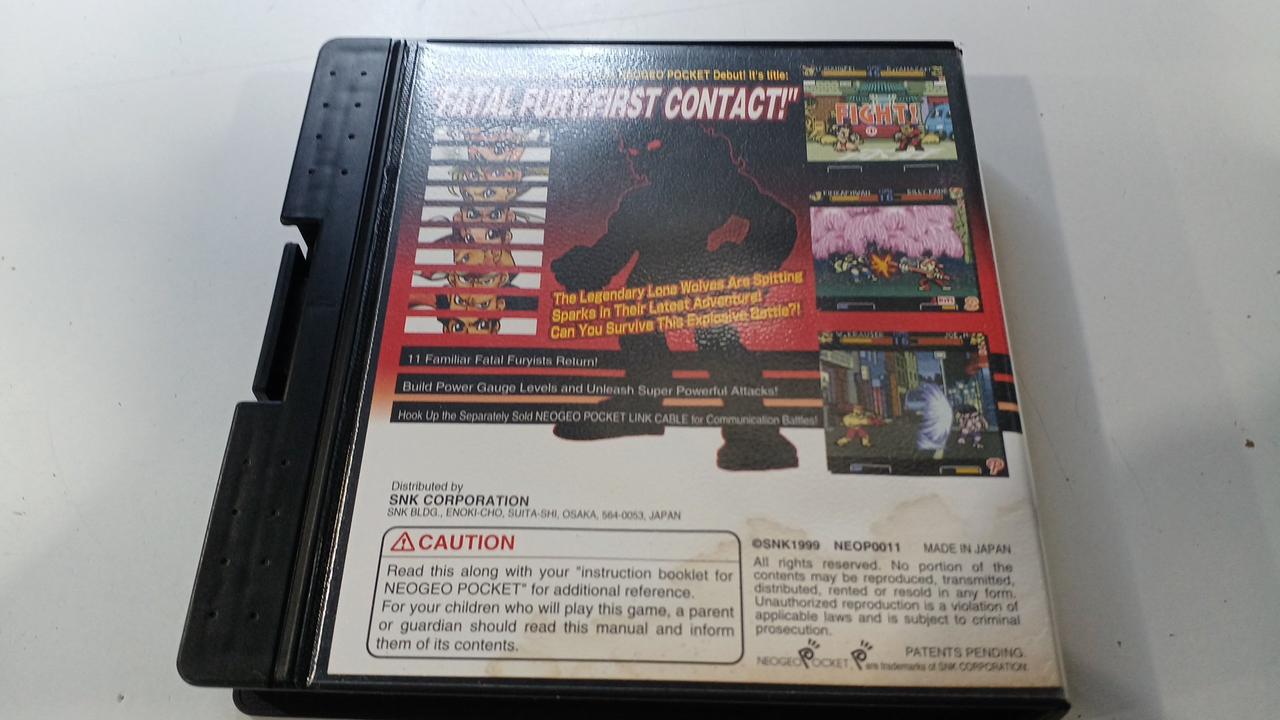 NEOGEO POCKET Debut! It's title:
"FATAL FURY:FIRST CONTACT!"
FIGHT!
The Legendary Lone Wolves Are Spitting
Sparks in Their Latest Adventure!
Can You Survive This Explosive Battle?!
11 Familiar Fatal Furyists Return!
Build Power Gauge Levels and Unleash Super Powerful Attacks!
Hook Up the Separately Sold NEOGEO POCKET LINK CABLE for Communication Battles!
Distributed by
SNK CORPORATION
SNK BLDG., ENOKI-CHO, SUITA-SHI, OSAKA, 564-0053, JAPAN
CAUTION
Read this along with your "instruction booklet for
NEOGEO POCKET" for additional reference.
For your children who will play this game, a parent
or guardian should read this manual and inform
them of its contents.
©SNK1999 NEOP0011 MADE IN JAPAN
All rights reserved. No portion of the
contents may be reproduced, transmitted,
distributed, rented or resold in any form.
Unauthorized reproduction is a violation of
applicable laws and is subject to criminal
prosecution.
PATENTS PENDING.
NEOGEO POCKET P are trademarks of SNK CORPORATION.